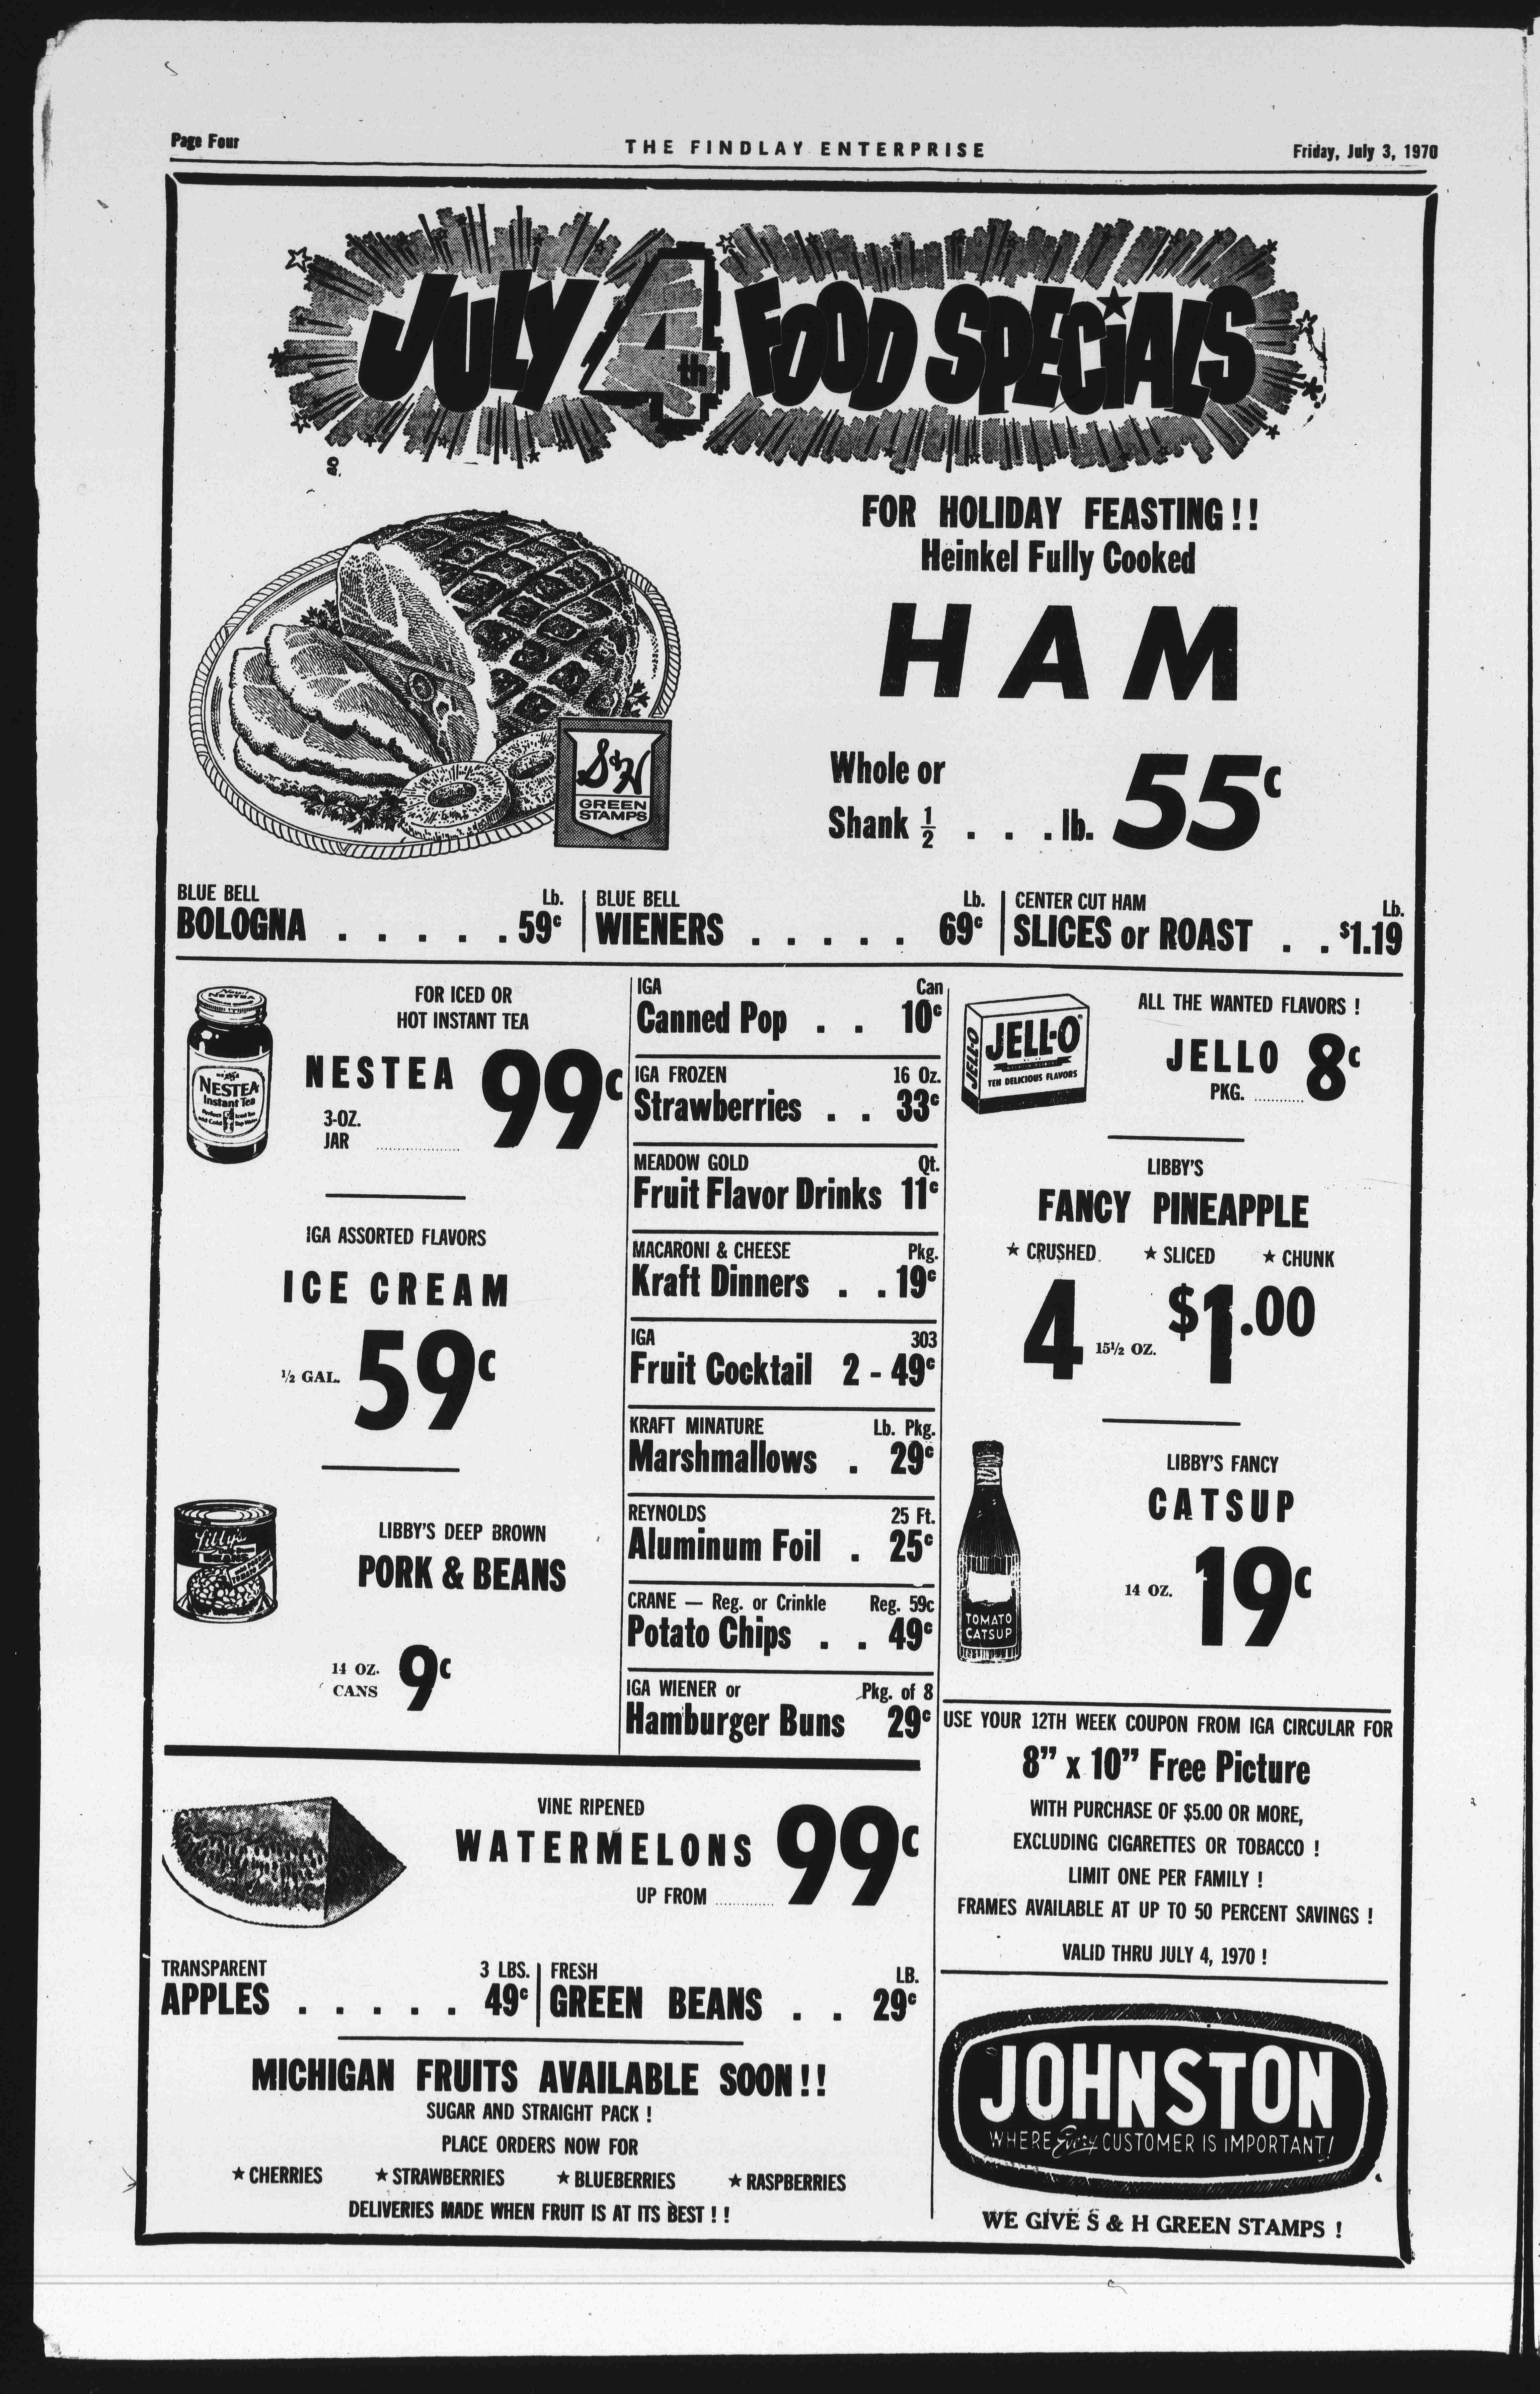 Page Four
THE FINDLAY ENTERPRISE
Friday, July 3, 1970
JULY 4th FOOD SPECIALS
FOR HOLIDAY FEASTING!!
Heinkel Fully Cooked
HAM
Whole or
Shank 1/2 . . . lb. 55c
S&H
GREEN
STAMPS
BLUE BELL Lb.
BOLOGNA . . . . . 59c
BLUE BELL Lb.
WIENERS . . . . . 69c
CENTER CUT HAM Lb.
SLICES or ROAST . . $1.19
NESTEA
NESTEA
Instant Tea
FOR ICED OR
HOT INSTANT TEA
NESTEA 99c
3-OZ.
JAR
IGA ASSORTED FLAVORS
ICE CREAM
½ GAL. 59c
Libby's
BEANS
LIBBY'S DEEP BROWN
PORK & BEANS
14 OZ.
CANS 9c
IGA Can
Canned Pop . . 10c
IGA FROZEN 16 Oz.
Strawberries . . 33c
MEADOW GOLD Qt.
Fruit Flavor Drinks 11c
MACARONI & CHEESE Pkg.
Kraft Dinners . . 19c
IGA 303
Fruit Cocktail 2 - 49c
KRAFT MINATURE Lb. Pkg.
Marshmallows . 29c
REYNOLDS 25 Ft.
Aluminum Foil . 25c
CRANE — Reg. or Crinkle Reg. 59c
Potato Chips . . 49c
IGA WIENER or Pkg. of 8
Hamburger Buns 29c
JELL-O
JELL-O
TEN DELICIOUS FLAVORS
ALL THE WANTED FLAVORS !
JELLO 8c
PKG.
LIBBY'S
FANCY PINEAPPLE
★ CRUSHED ★ SLICED ★ CHUNK
4 15½ OZ. $1.00
TOMATO
CATSUP
LIBBY'S FANCY
CATSUP
14 OZ. 19c
USE YOUR 12TH WEEK COUPON FROM IGA CIRCULAR FOR
8" x 10" Free Picture
WITH PURCHASE OF $5.00 OR MORE,
EXCLUDING CIGARETTES OR TOBACCO !
LIMIT ONE PER FAMILY !
FRAMES AVAILABLE AT UP TO 50 PERCENT SAVINGS !
VALID THRU JULY 4, 1970 !
VINE RIPENED
WATERMELONS 99c
UP FROM
TRANSPARENT 3 LBS.
APPLES . . . . . 49c
FRESH LB.
GREEN BEANS . . 29c
MICHIGAN FRUITS AVAILABLE SOON!!
SUGAR AND STRAIGHT PACK !
PLACE ORDERS NOW FOR
★ CHERRIES ★ STRAWBERRIES ★ BLUEBERRIES ★ RASPBERRIES
DELIVERIES MADE WHEN FRUIT IS AT ITS BEST ! !
JOHNSTON
WHERE Every CUSTOMER IS IMPORTANT!
WE GIVE S & H GREEN STAMPS !